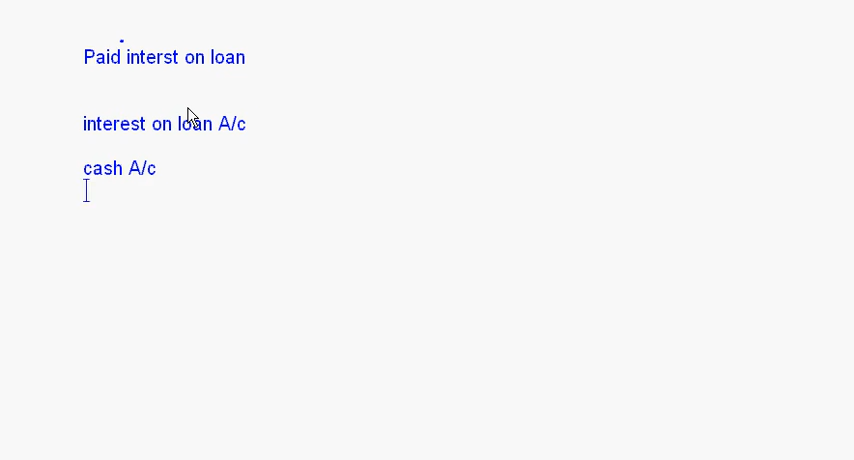 Paid interst on loan
interest on loan A/c
cash A/c